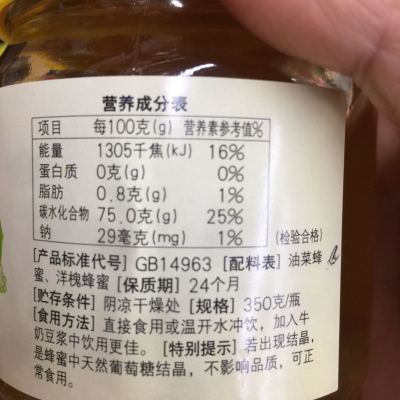 营养成分表
项目 每100克(g) 营养素参考值%
能量 1305千焦(kJ) 16%
蛋白质 0克(g) 0%
脂肪 0.8克(g) 1%
碳水化合物 75.0克(g) 25%
钠 29毫克(mg) 1% (检验合格)
[产品标准代号] GB14963 [配料表] 油菜蜂
蜜、洋槐蜂蜜 [保质期] 24个月
[贮存条件] 阴凉干燥处 [规格] 350克/瓶
[食用方法] 直接食用或温开水冲饮，加入牛
奶豆浆中饮用更佳。 [特别提示] 若出现结晶，
是蜂蜜中天然葡萄糖结晶，不影响品质，可正
常食用。